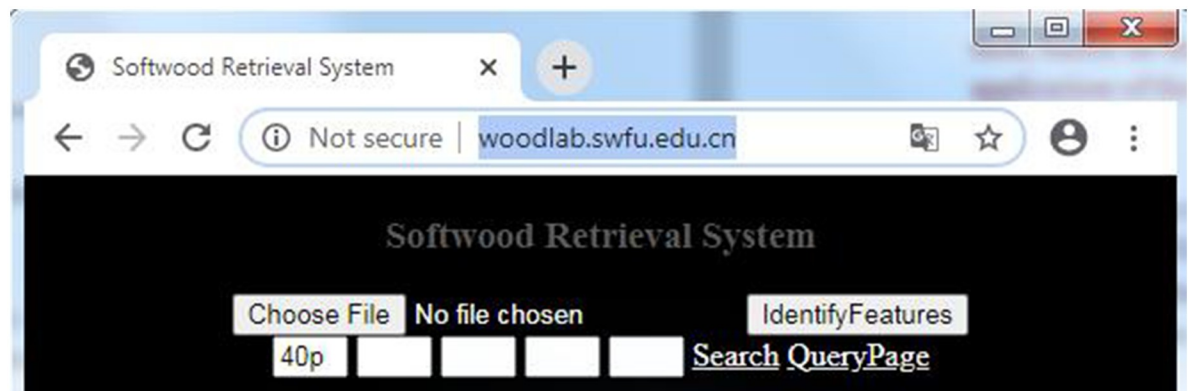 Softwood Retrieval System
Not secure | woodlab.swfu.edu.cn
Softwood Retrieval System
Choose File No file chosen IdentifyFeatures
40p Search QueryPage